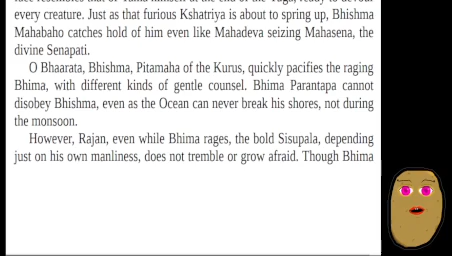 every creature. Just as that furious Kshatriya is about to spring up, Bhishma
Mahabaho catches hold of him even like Mahadeva seizing Mahasena, the
divine Senapati.
O Bhaarata, Bhishma, Pitamaha of the Kurus, quickly pacifies the raging
Bhima, with different kinds of gentle counsel. Bhima Parantapa cannot
disobey Bhishma, even as the Ocean can never break his shores, not during
the monsoon.
However, Rajan, even while Bhima rages, the bold Sisupala, depending
just on his own manliness, does not tremble or grow afraid. Though Bhima